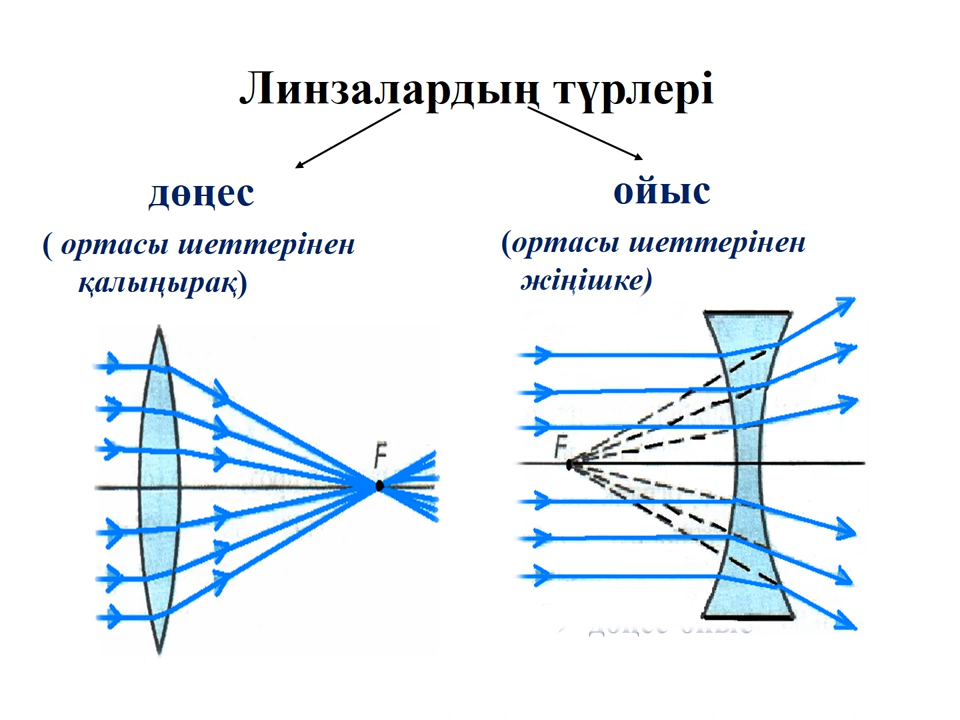 Линзалардың түрлері
дөңес
( ортасы шеттерінен
қалыңырақ)
ойыс
(ортасы шеттерінен
жіңішке)
F
F